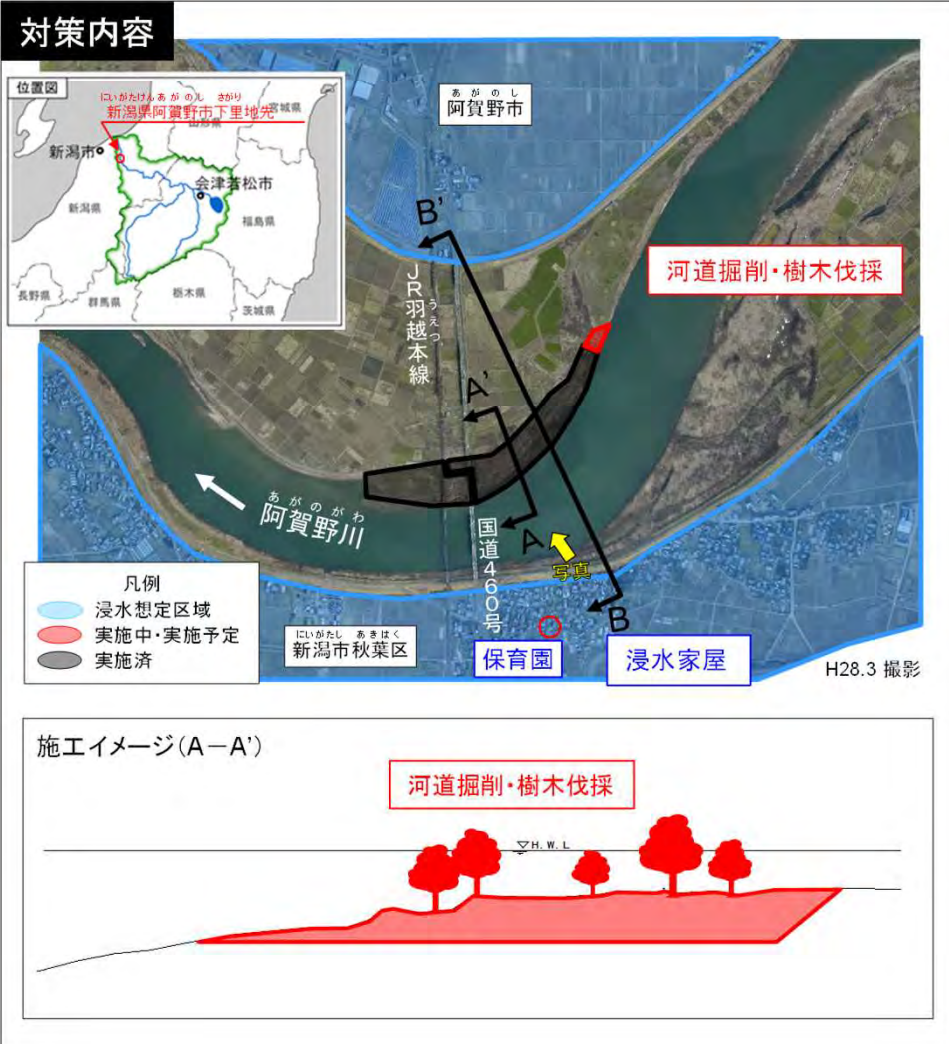 対策内容
位置図
にいがたけんあがのし さがり
新潟県阿賀野市下里地先
宮城県
山形県
新潟市
会津若松市
新潟県
福島県
長野県
群馬県
栃木県
茨城県
あがのし
阿賀野市
B'
河道掘削・樹木伐採
JR羽越本線
うえつ
A'
あがのがわ
阿賀野川
国道460号
A
写真
B
凡例
浸水想定区域
実施中・実施予定
実施済
にいがたし あきはく
新潟市秋葉区
保育園
浸水家屋
H28.3 撮影
施工イメージ(A-A')
河道掘削・樹木伐採
▽H.W.L